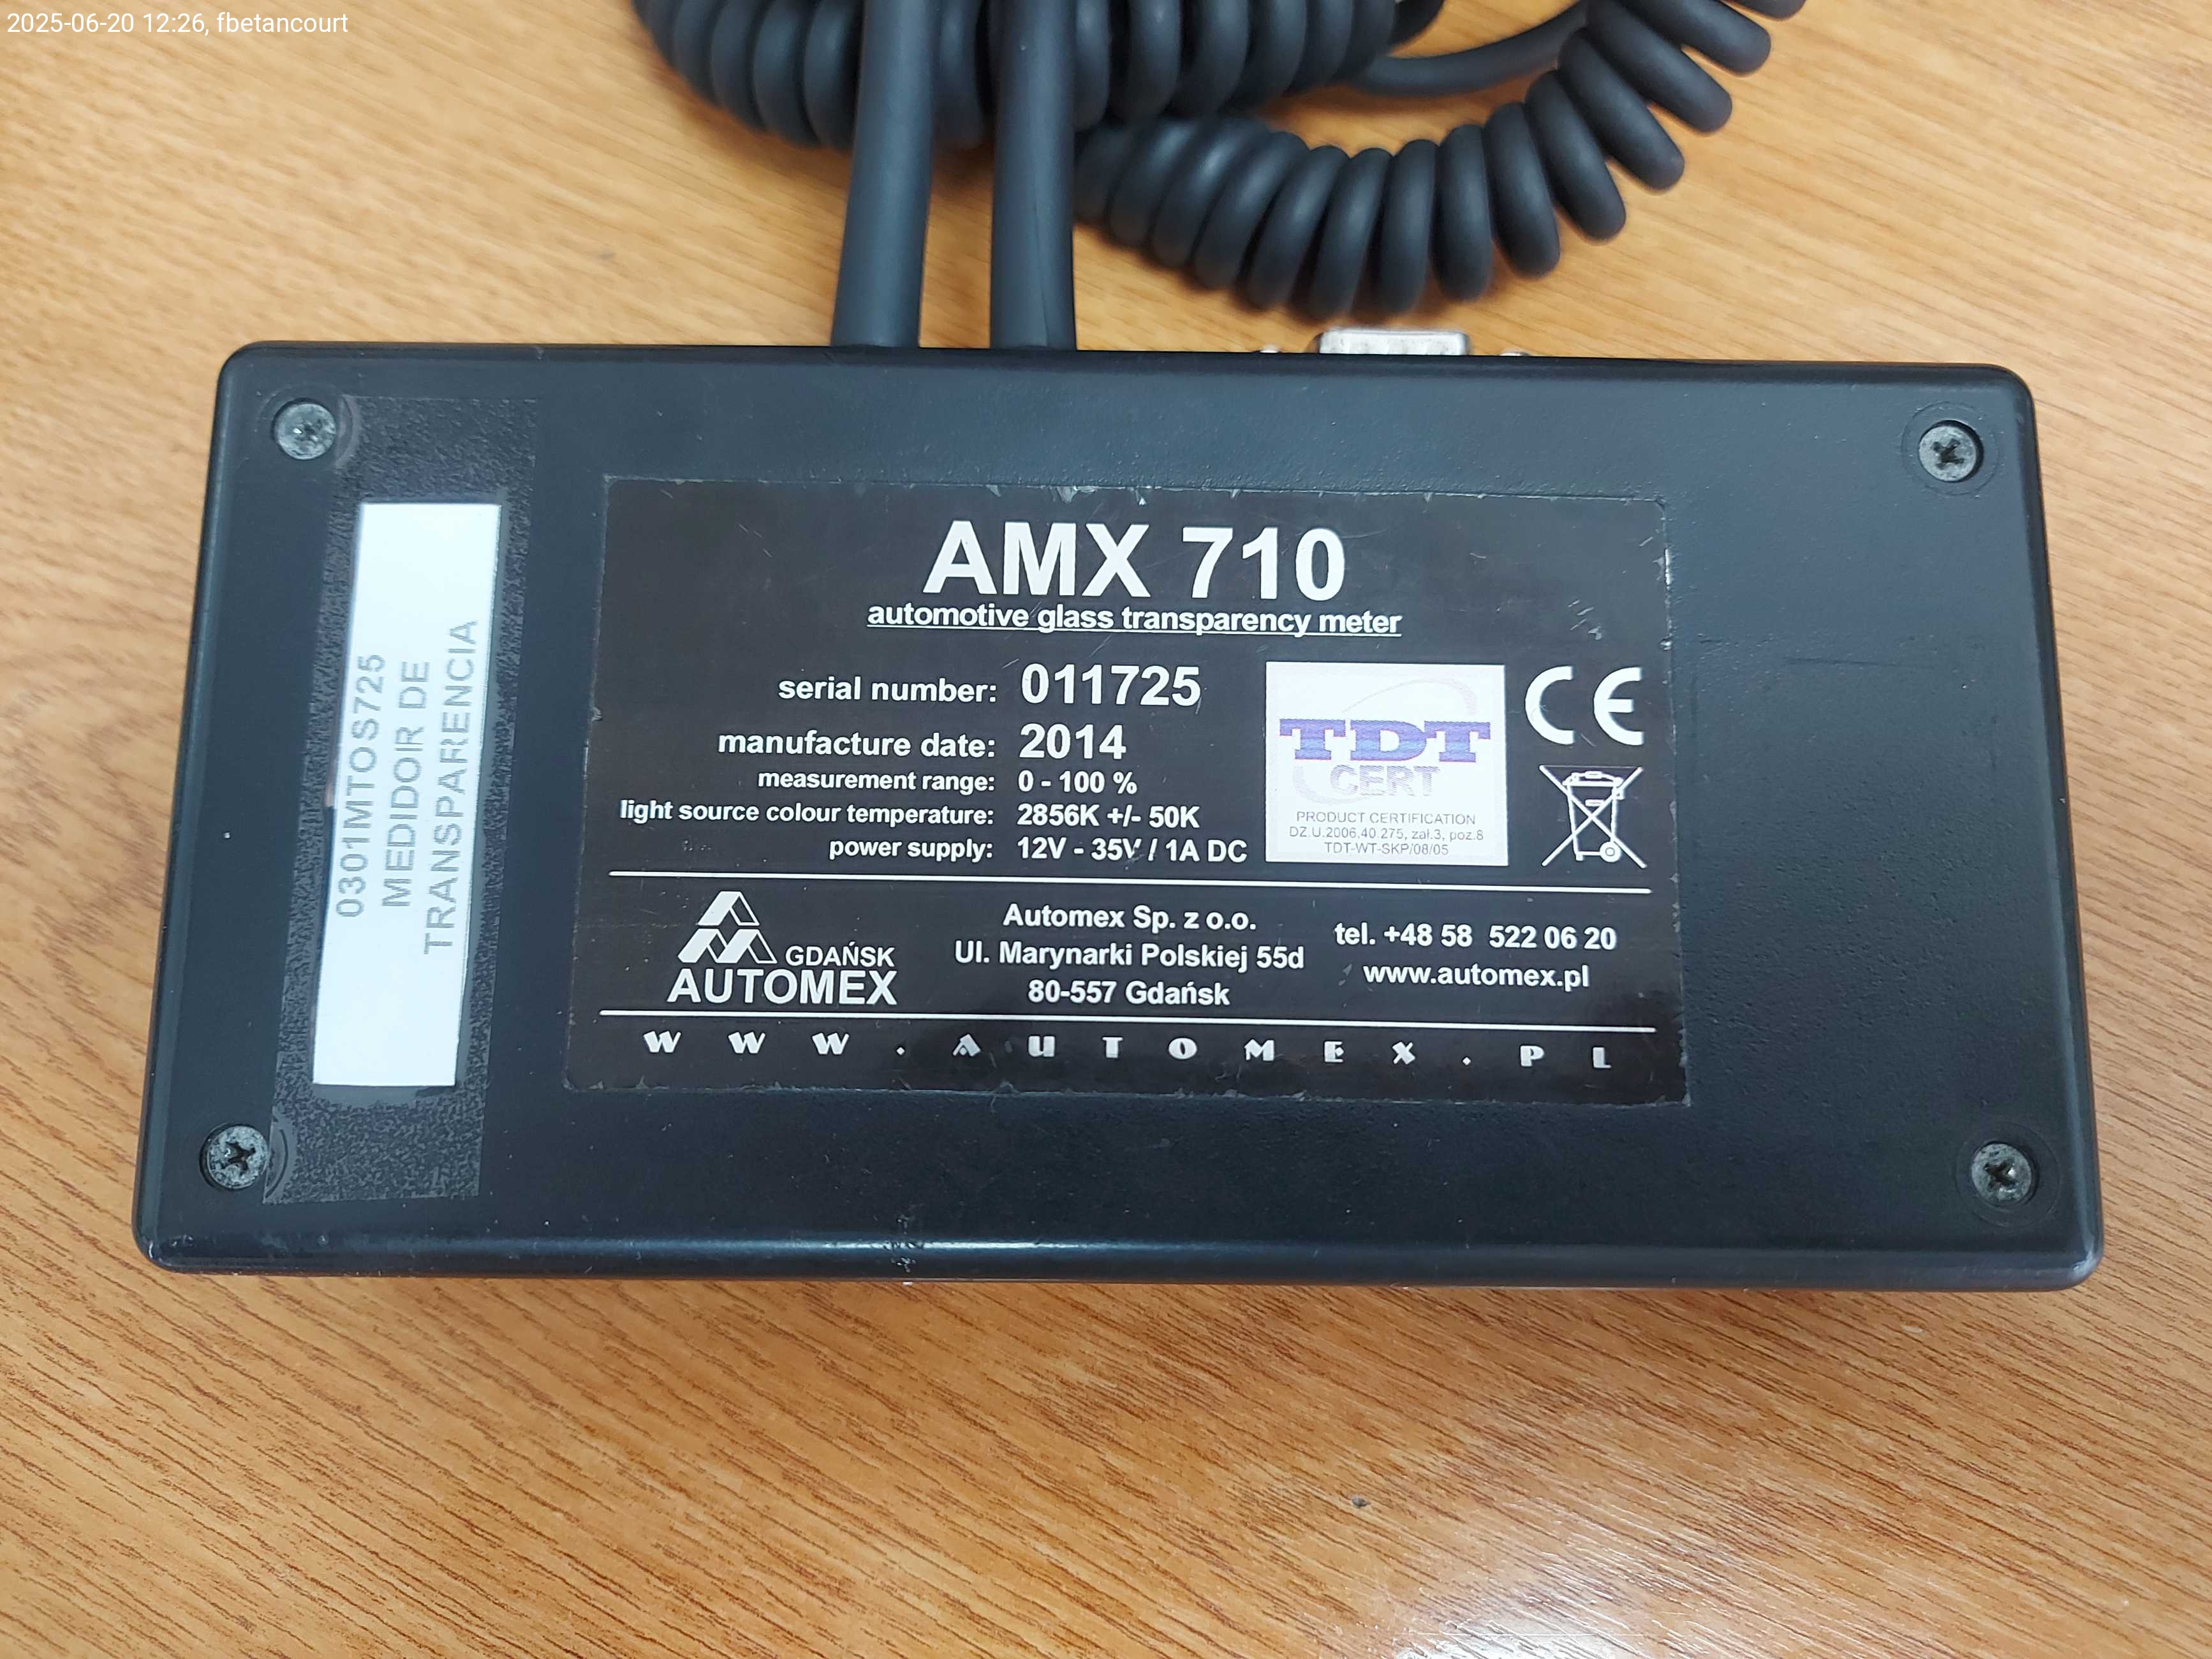 2025-06-20 12:26, fbetancourt
0301MTOS725
MEDIDOR DE
TRANSPARENCIA
AMX 710
automotive glass transparency meter
serial number: 011725
manufacture date: 2014
measurement range: 0 - 100 %
light source colour temperature: 2856K +/- 50K
power supply: 12V - 35V / 1A DC
TDT
CERT
PRODUCT CERTIFICATION
DZ.U.2006,40.275, zał.3, poz.8
TDT-WT-SKP/08/05
CE
GDAŃSK
AUTOMEX
Automex Sp. z o.o.
Ul. Marynarki Polskiej 55d
80-557 Gdańsk
tel. +48 58 522 06 20
www.automex.pl
WWW.AUTOMEX.PL